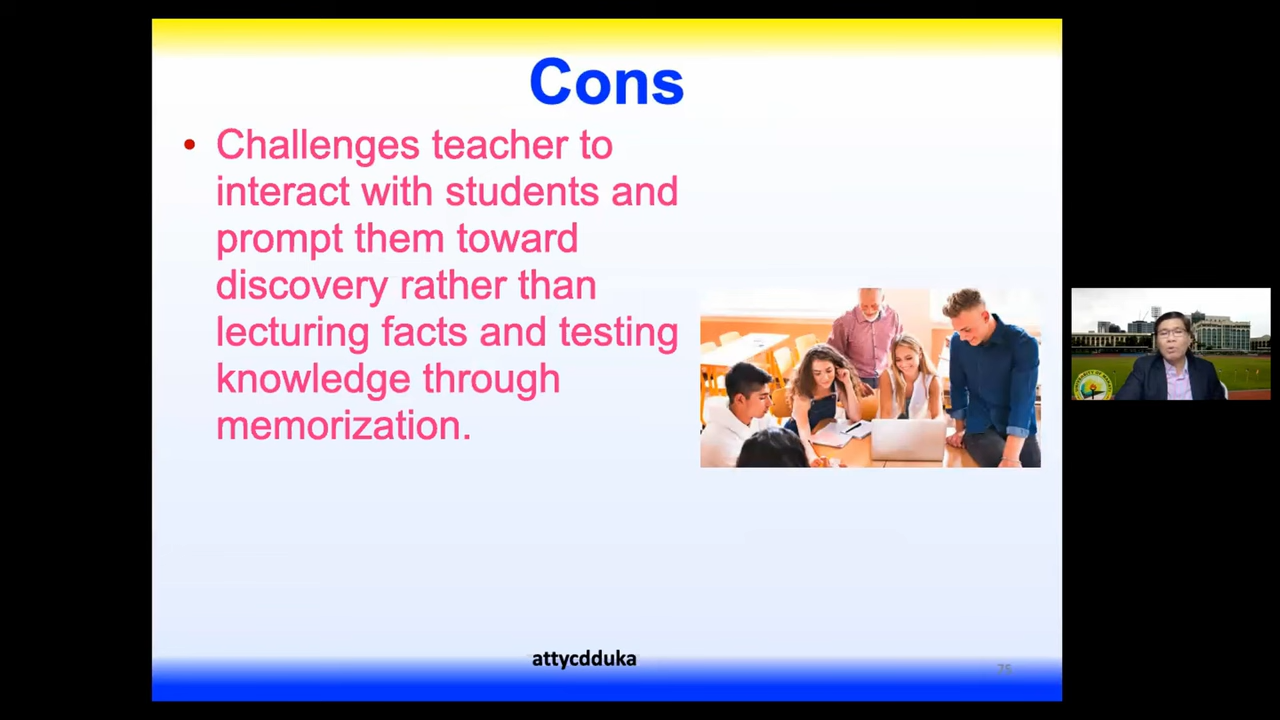 Cons
• Challenges teacher to
interact with students and
prompt them toward
discovery rather than
lecturing facts and testing
knowledge through
memorization.
attycdduka